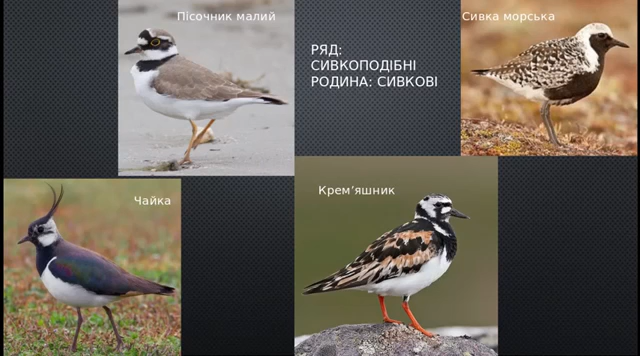 Пісочник малий
Сивка морська
РЯД:
СИВКОПОДІБНІ
РОДИНА: СИВКОВІ
Чайка
Крем’яшник